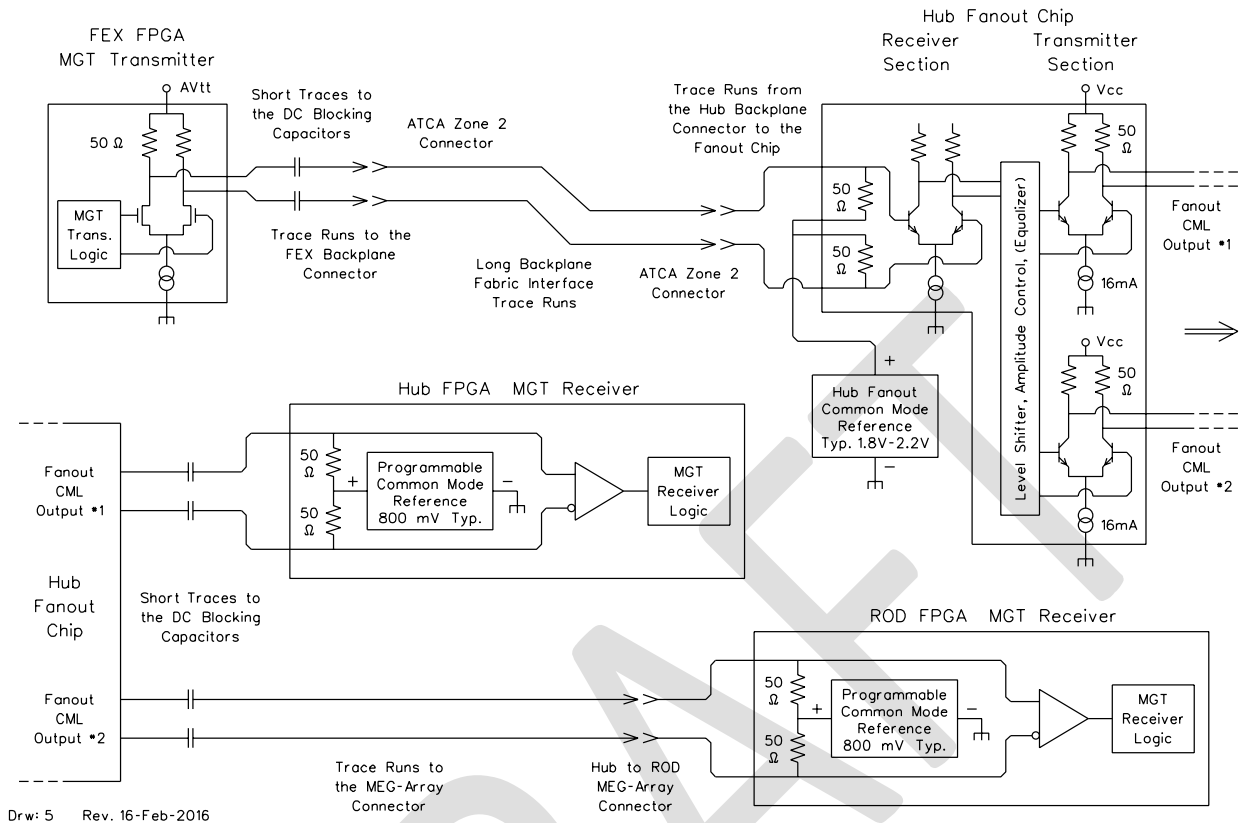 Hub Fanout Chip
FEX FPGA
MGT Transmitter
Receiver
Section
Transmitter
Section
AVtt
50 Ω
MGT
Trans.
Logic
Short Traces to
the DC Blocking
Capacitors
ATCA Zone 2
Connector
Trace Runs to the
FEX Backplane
Connector
Long Backplane
Fabric Interface
Trace Runs
Trace Runs from
the Hub Backplane
Connector to the
Fanout Chip
ATCA Zone 2
Connector
50
Ω
50
Ω
Level Shifter, Amplitude Control, (Equalizer)
Vcc
50
Ω
16mA
Fanout
CML
Output *1
Vcc
50
Ω
16mA
Fanout
CML
Output *2
Hub Fanout
Common Mode
Reference
Typ. 1.8V-2.2V
+
−
Hub FPGA MGT Receiver
Fanout
CML
Output *1
50
Ω
50
Ω
+
Programmable
Common Mode
Reference
800 mV Typ.
−
MGT
Receiver
Logic
Hub
Fanout
Chip
Short Traces to
the DC Blocking
Capacitors
ROD FPGA MGT Receiver
Fanout
CML
Output *2
50
Ω
50
Ω
+
Programmable
Common Mode
Reference
800 mV Typ.
−
MGT
Receiver
Logic
Trace Runs to
the MEG-Array
Connector
Hub to ROD
MEG-Array
Connector
Drw: 5 Rev. 16-Feb-2016
DRAFT